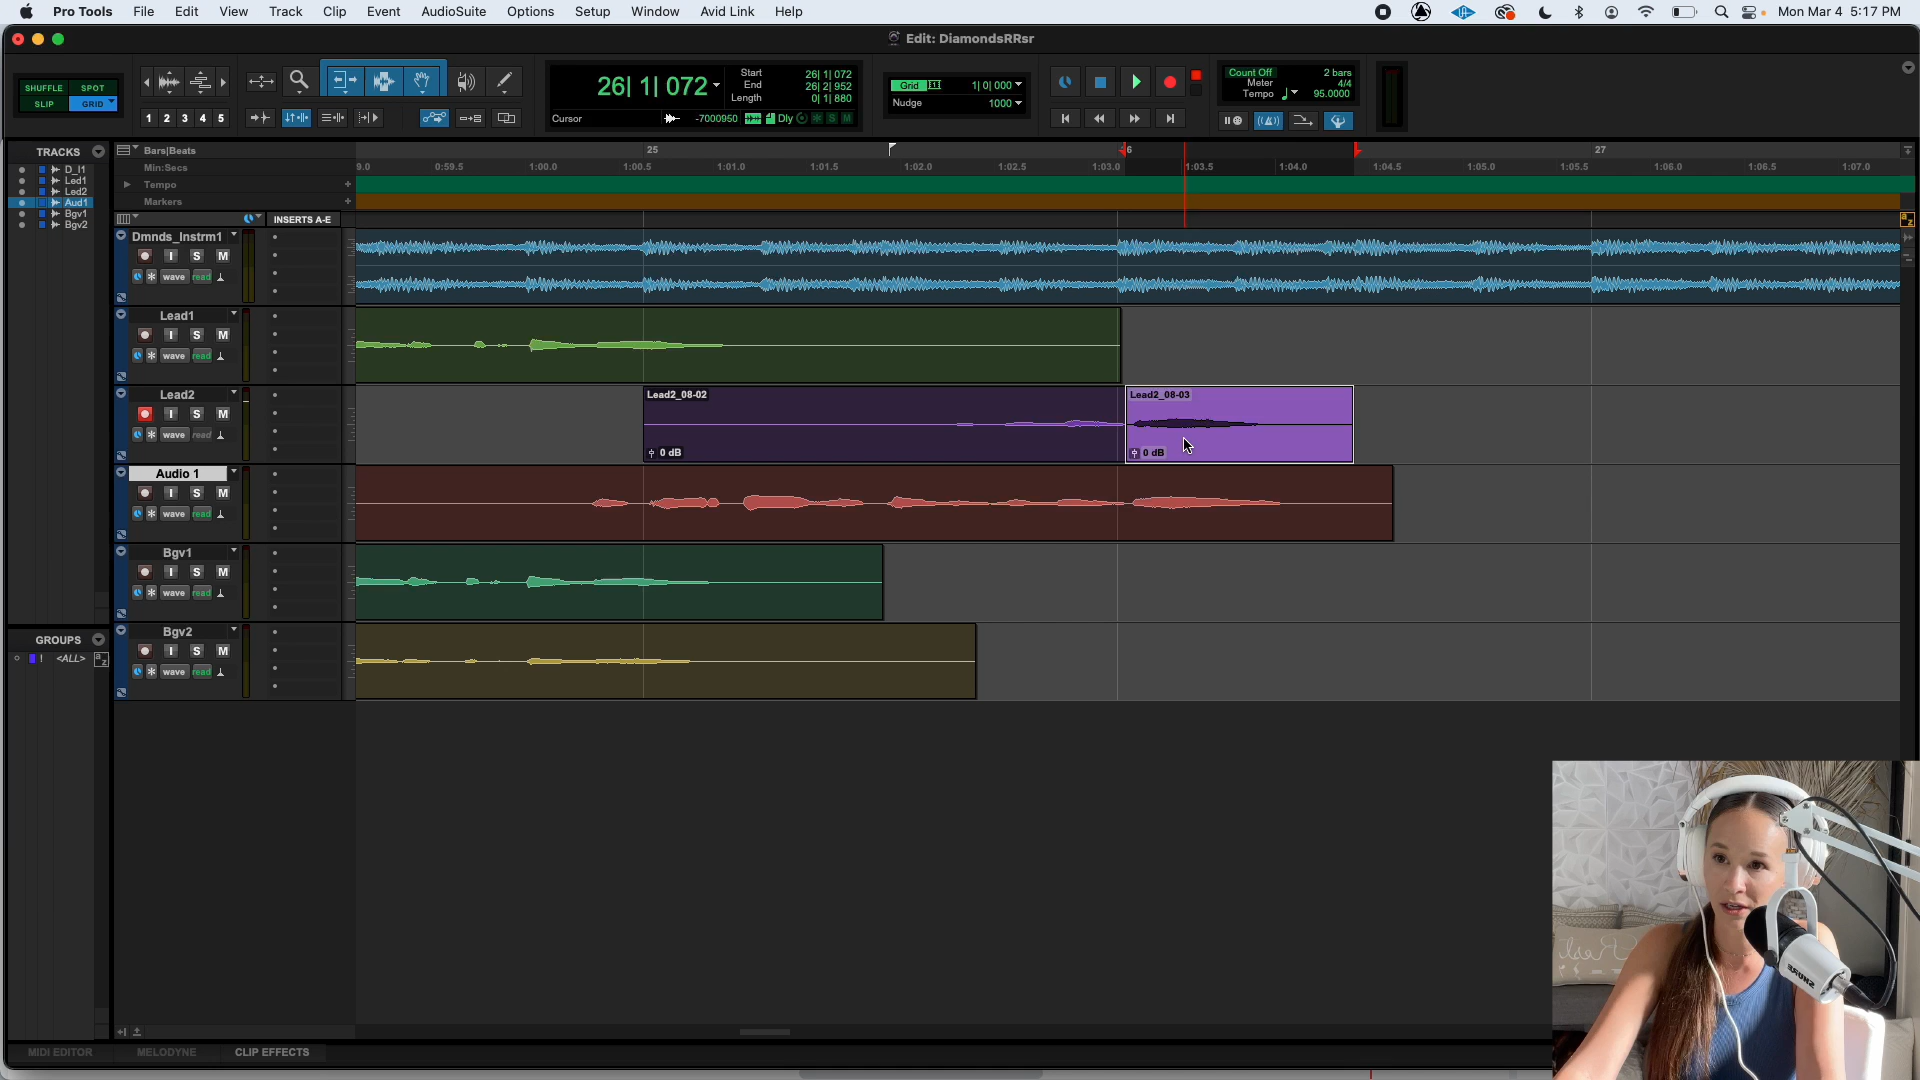 Pro Tools File Edit View Track Clip Event AudioSuite Options Setup Window Avid Link Help Mon Mar 4 5:17 PM
Edit: DiamondsRRsr
SHUFFLE SPOT
SLIP GRID
1 2 3 4 5
26| 1| 072
Start 26| 1| 072
End 26| 2| 952
Length 0| 1| 880
Cursor -7000950 Dly S M
Grid 1| 0| 000
Nudge 1000
Count Off 2 bars
Meter 4/4
Tempo 95.0000
TRACKS
D_I1
Led1
Led2
Aud1
Bgv1
Bgv2
Bars|Beats 25 6 27
Min:Secs 9.0 0:59.5 1:00.0 1:00.5 1:01.0 1:01.5 1:02.0 1:02.5 1:03.0 1:03.5 1:04.0 1:04.5 1:05.0 1:05.5 1:06.0 1:06.5 1:07.0
Tempo
Markers
INSERTS A-E
Dmnds_Instrm1
I S M
wave read
Lead1
I S M
wave read
Lead2
I S M
wave read
Lead2_08-02
0 dB
Lead2_08-03
0 dB
Audio 1
I S M
wave read
Bgv1
I S M
wave read
Bgv2
I S M
wave read
GROUPS
! <ALL> a z
MIDI EDITOR MELODYNE CLIP EFFECTS
SHURE